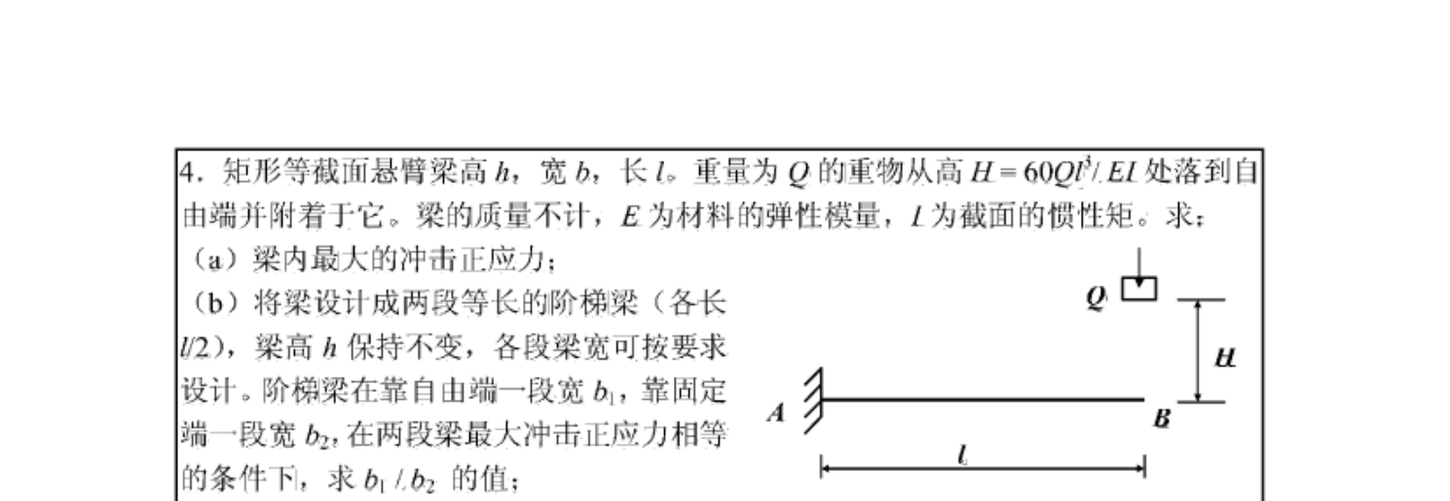 4. 矩形等截面悬臂梁高 h，宽 b，长 l。重量为 Q 的重物从高 H = 60Ql³/ EI 处落到自
由端并附着于它。梁的质量不计，E 为材料的弹性模量，I 为截面的惯性矩。求：
（a）梁内最大的冲击正应力；
（b）将梁设计成两段等长的阶梯梁（各长
l/2），梁高 h 保持不变，各段梁宽可按要求
设计。阶梯梁在靠自由端一段宽 b₁，靠固定
端一段宽 b₂，在两段梁最大冲击正应力相等
的条件下，求 b₁ / b₂ 的值；
Q
H
A
B
l